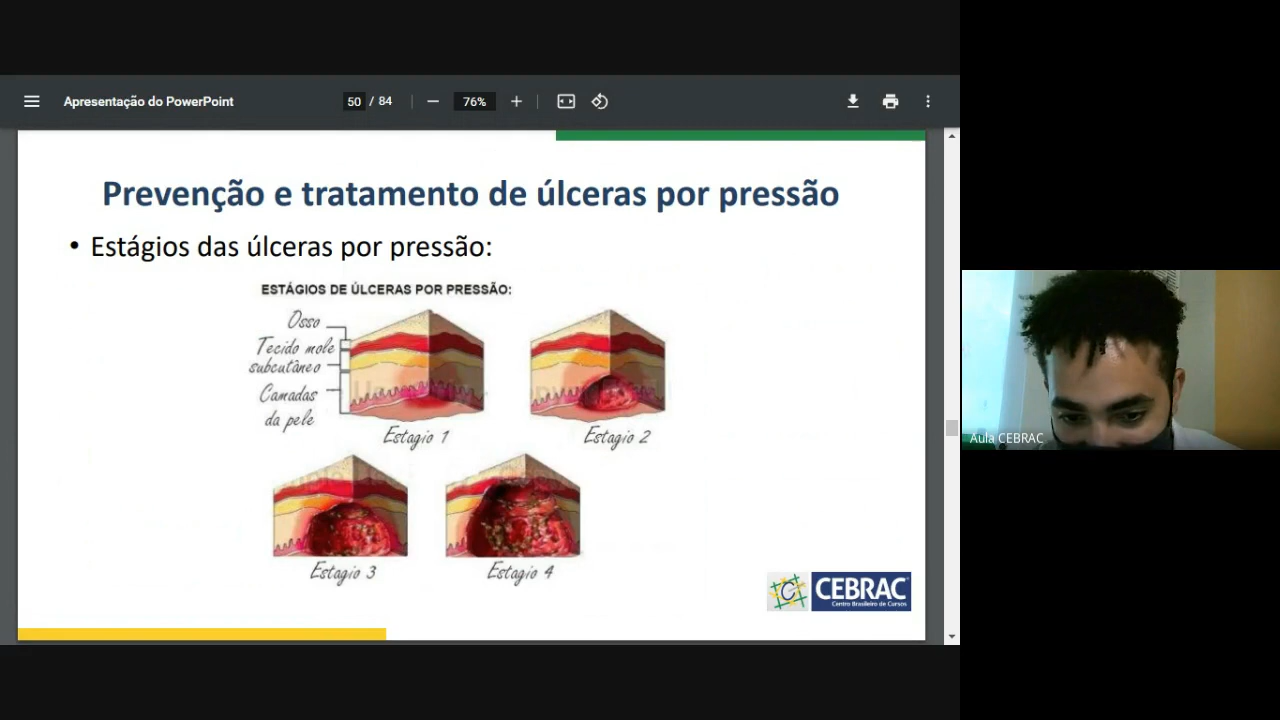 Apresentação do PowerPoint
50 / 84
76%
Prevenção e tratamento de úlceras por pressão
• Estágios das úlceras por pressão:
ESTÁGIOS DE ÚLCERAS POR PRESSÃO:
Osso
Tecido mole
subcutâneo
Camadas
da pele
Estagio 1
Estagio 2
Estagio 3
Estagio 4
C CEBRAC
Centro Brasileiro de Cursos
Aula CEBRAC